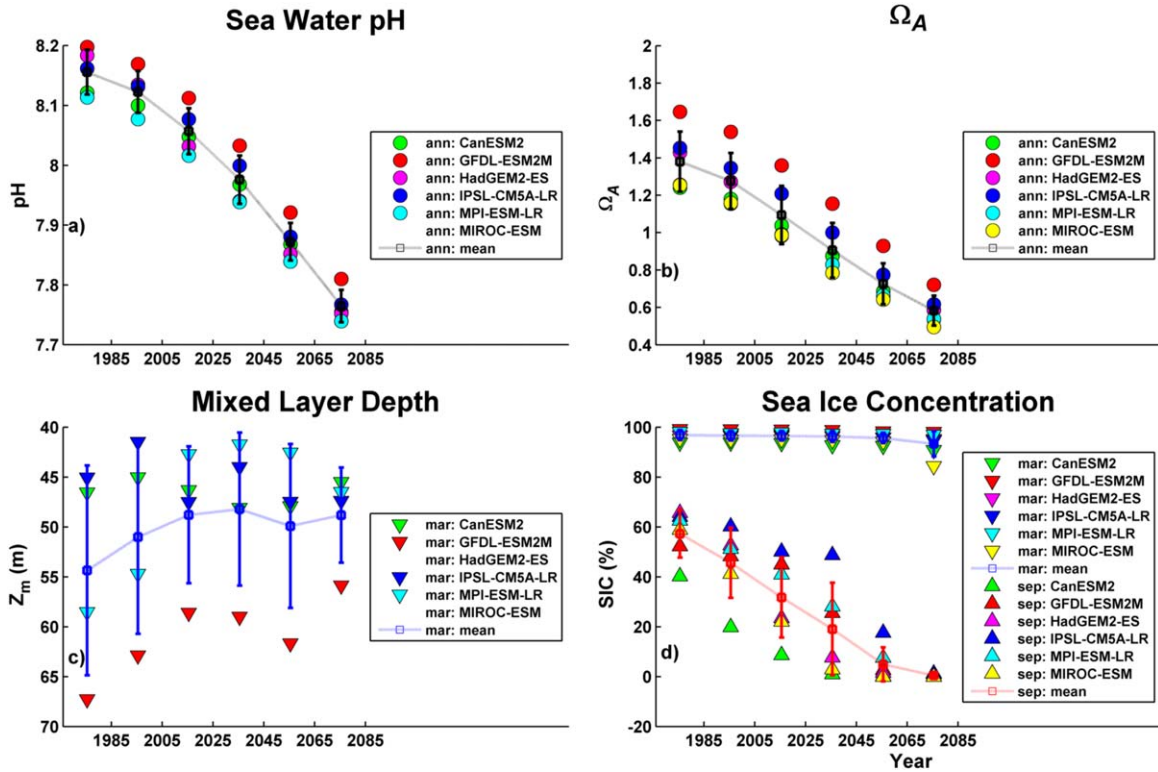 Sea Water pH
8.2
8.1
8
7.9
7.8
7.7
pH
a)
ann: CanESM2
ann: GFDL-ESM2M
ann: HadGEM2-ES
ann: IPSL-CM5A-LR
ann: MPI-ESM-LR
ann: MIROC-ESM
ann: mean
1985 2005 2025 2045 2065 2085
Ω_A
2
1.8
1.6
1.4
1.2
1
0.8
0.6
0.4
Ω_A
b)
ann: CanESM2
ann: GFDL-ESM2M
ann: HadGEM2-ES
ann: IPSL-CM5A-LR
ann: MPI-ESM-LR
ann: MIROC-ESM
ann: mean
1985 2005 2025 2045 2065 2085
Mixed Layer Depth
40
45
50
55
60
65
70
Z_m (m)
c)
mar: CanESM2
mar: GFDL-ESM2M
mar: HadGEM2-ES
mar: IPSL-CM5A-LR
mar: MPI-ESM-LR
mar: MIROC-ESM
mar: mean
1985 2005 2025 2045 2065 2085
Sea Ice Concentration
100
80
60
40
20
0
-20
SIC (%)
d)
mar: CanESM2
mar: GFDL-ESM2M
mar: HadGEM2-ES
mar: IPSL-CM5A-LR
mar: MPI-ESM-LR
mar: MIROC-ESM
mar: mean
sep: CanESM2
sep: GFDL-ESM2M
sep: HadGEM2-ES
sep: IPSL-CM5A-LR
sep: MPI-ESM-LR
sep: MIROC-ESM
sep: mean
1985 2005 2025 2045 2065 2085
Year